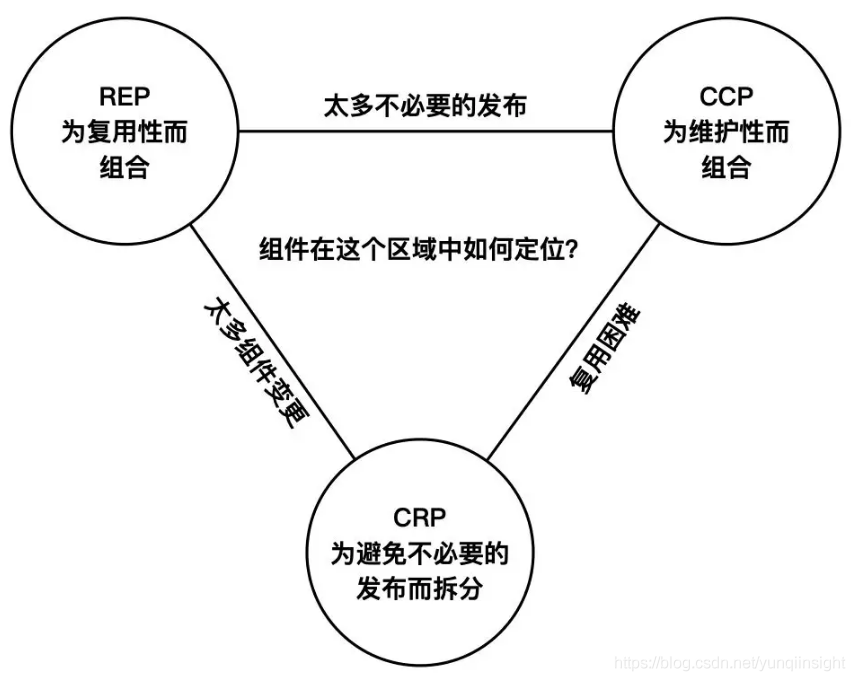 REP
为复用性而
组合
太多不必要的发布
CCP
为维护性而
组合
组件在这个区域中如何定位？
太多组件变更
复用困难
CRP
为避免不必要的
发布而拆分
https://blog.csdn.net/yunqiinsight